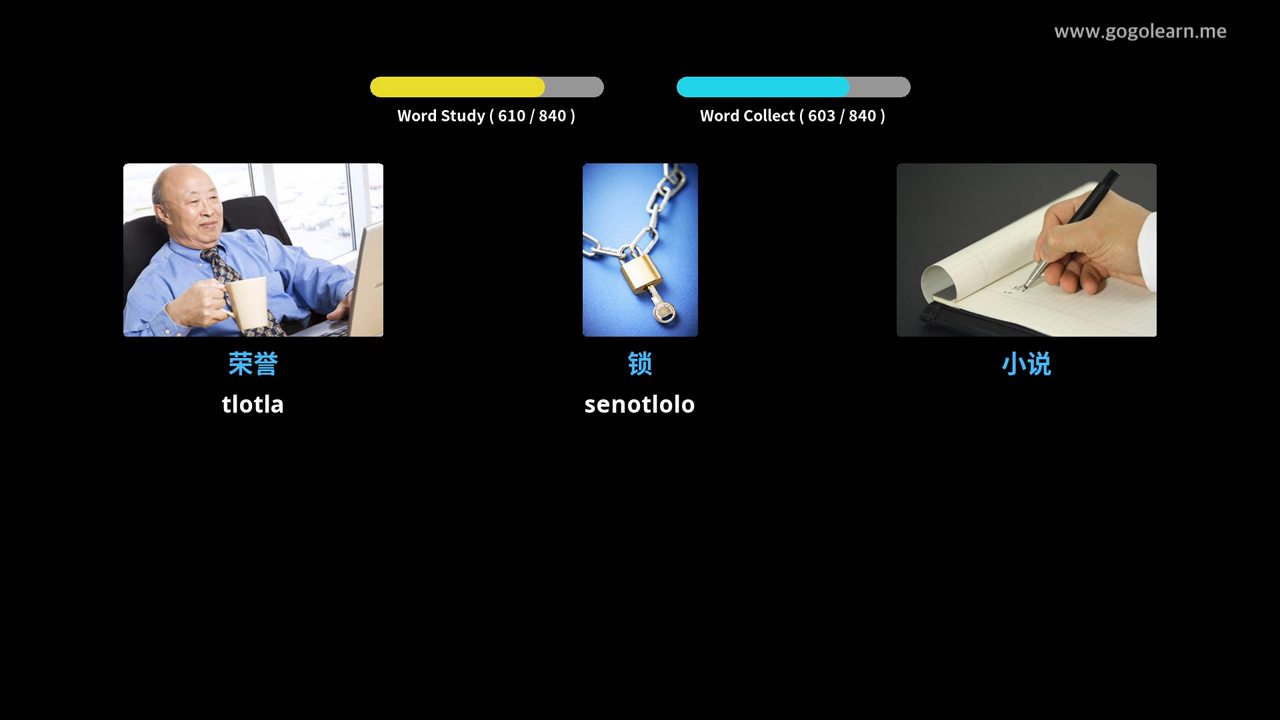 www.gogolearn.me
Word Study ( 610 / 840 )
Word Collect ( 603 / 840 )
荣誉
锁
小说
tlotla
senotlolo